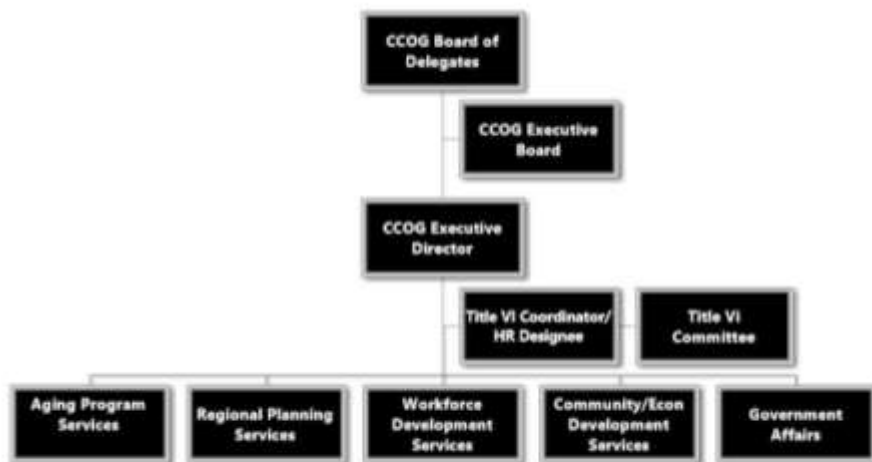 CCOG Board of
Delegates
CCOG Executive
Board
CCOG Executive
Director
Title VI Coordinator/
HR Designee
Title VI
Committee
Aging Program
Services
Regional Planning
Services
Workforce
Development
Services
Community/Econ
Development
Services
Government
Affairs